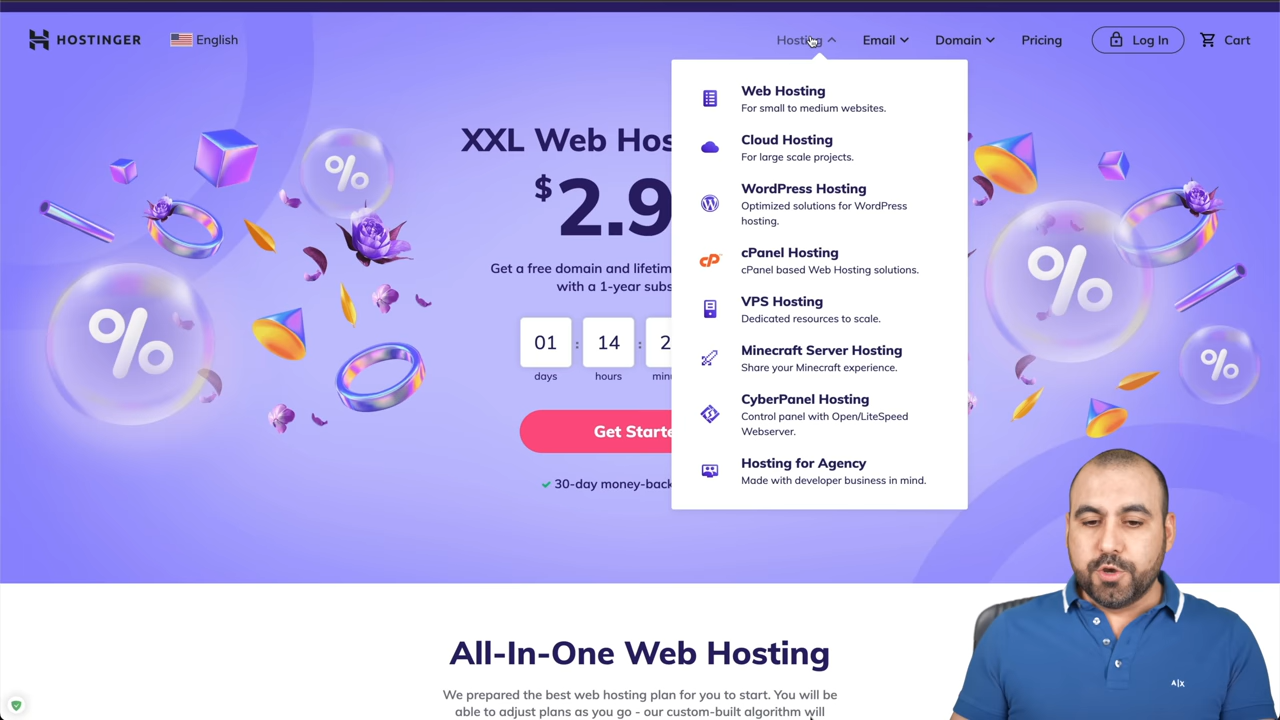 HOSTINGER
English
Hosting
Email
Domain
Pricing
Log In
Cart
Web Hosting
For small to medium websites.
Cloud Hosting
For large scale projects.
WordPress Hosting
Optimized solutions for WordPress
hosting.
cPanel Hosting
cPanel based Web Hosting solutions.
VPS Hosting
Dedicated resources to scale.
Minecraft Server Hosting
Share your Minecraft experience.
CyberPanel Hosting
Control panel with Open/LiteSpeed
Webserver.
Hosting for Agency
Made with developer business in mind.
XXL Web Hos
$2.9
Get a free domain and lifetim
with a 1-year subs
01 : 14 : 2
days hours minu
Get Starte
30-day money-back
%
%
%
%
All-In-One Web Hosting
We prepared the best web hosting plan for you to start. You will be
able to adjust plans as you go - our custom-built algorithm will
A|X